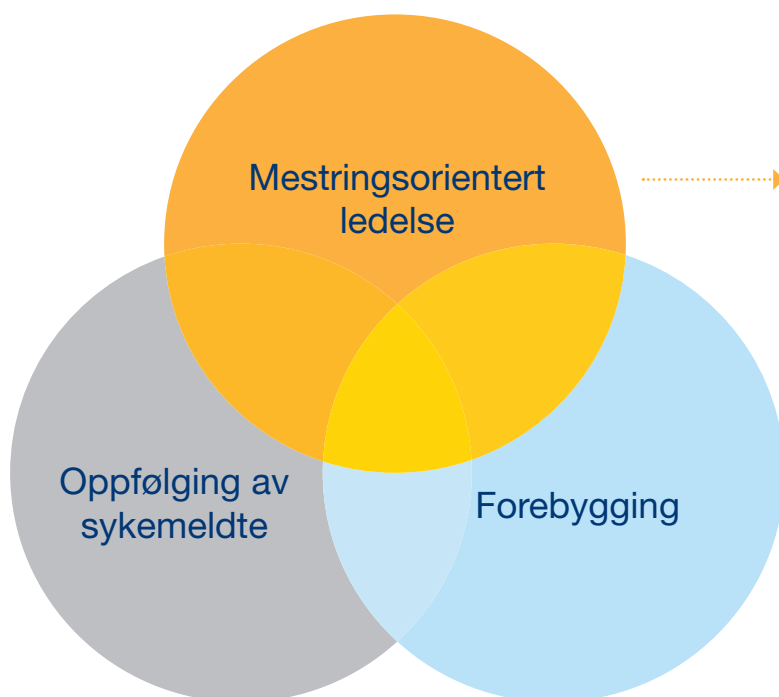 Mestringsorientert
ledelse
Oppfølging av
sykemeldte
Forebygging